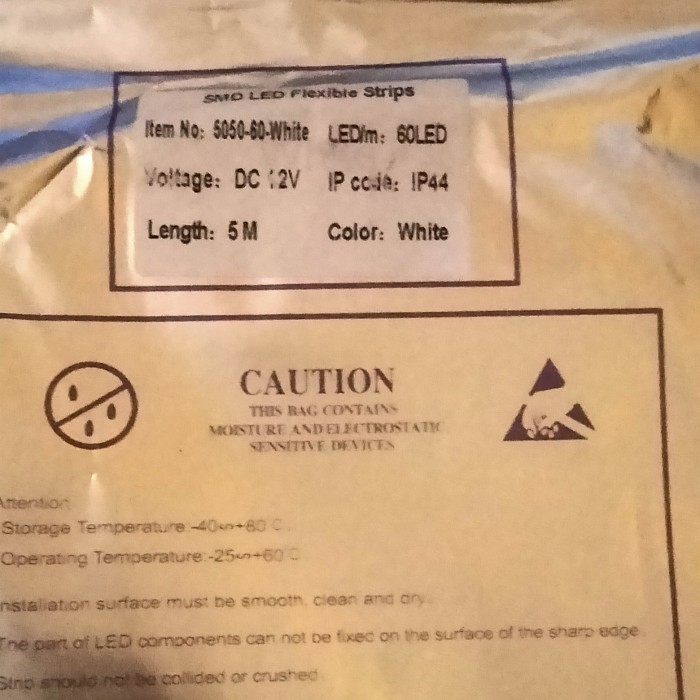 SMD LED Flexible Strips
Item No: 5050-60-White LED/m: 60LED
Voltage: DC 12V IP code: IP44
Length: 5 M Color: White
CAUTION
THIS BAG CONTAINS
MOISTURE AND ELECTROSTATIC
SENSITIVE DEVICES
Attention
Storage Temperature:-40~+80 C
Operating Temperature:-25~+60 C
Installation surface must be smooth, clean and dry.
The part of LED components can not be fixed on the surface of the sharp edge.
Strip should not be collided or crushed.